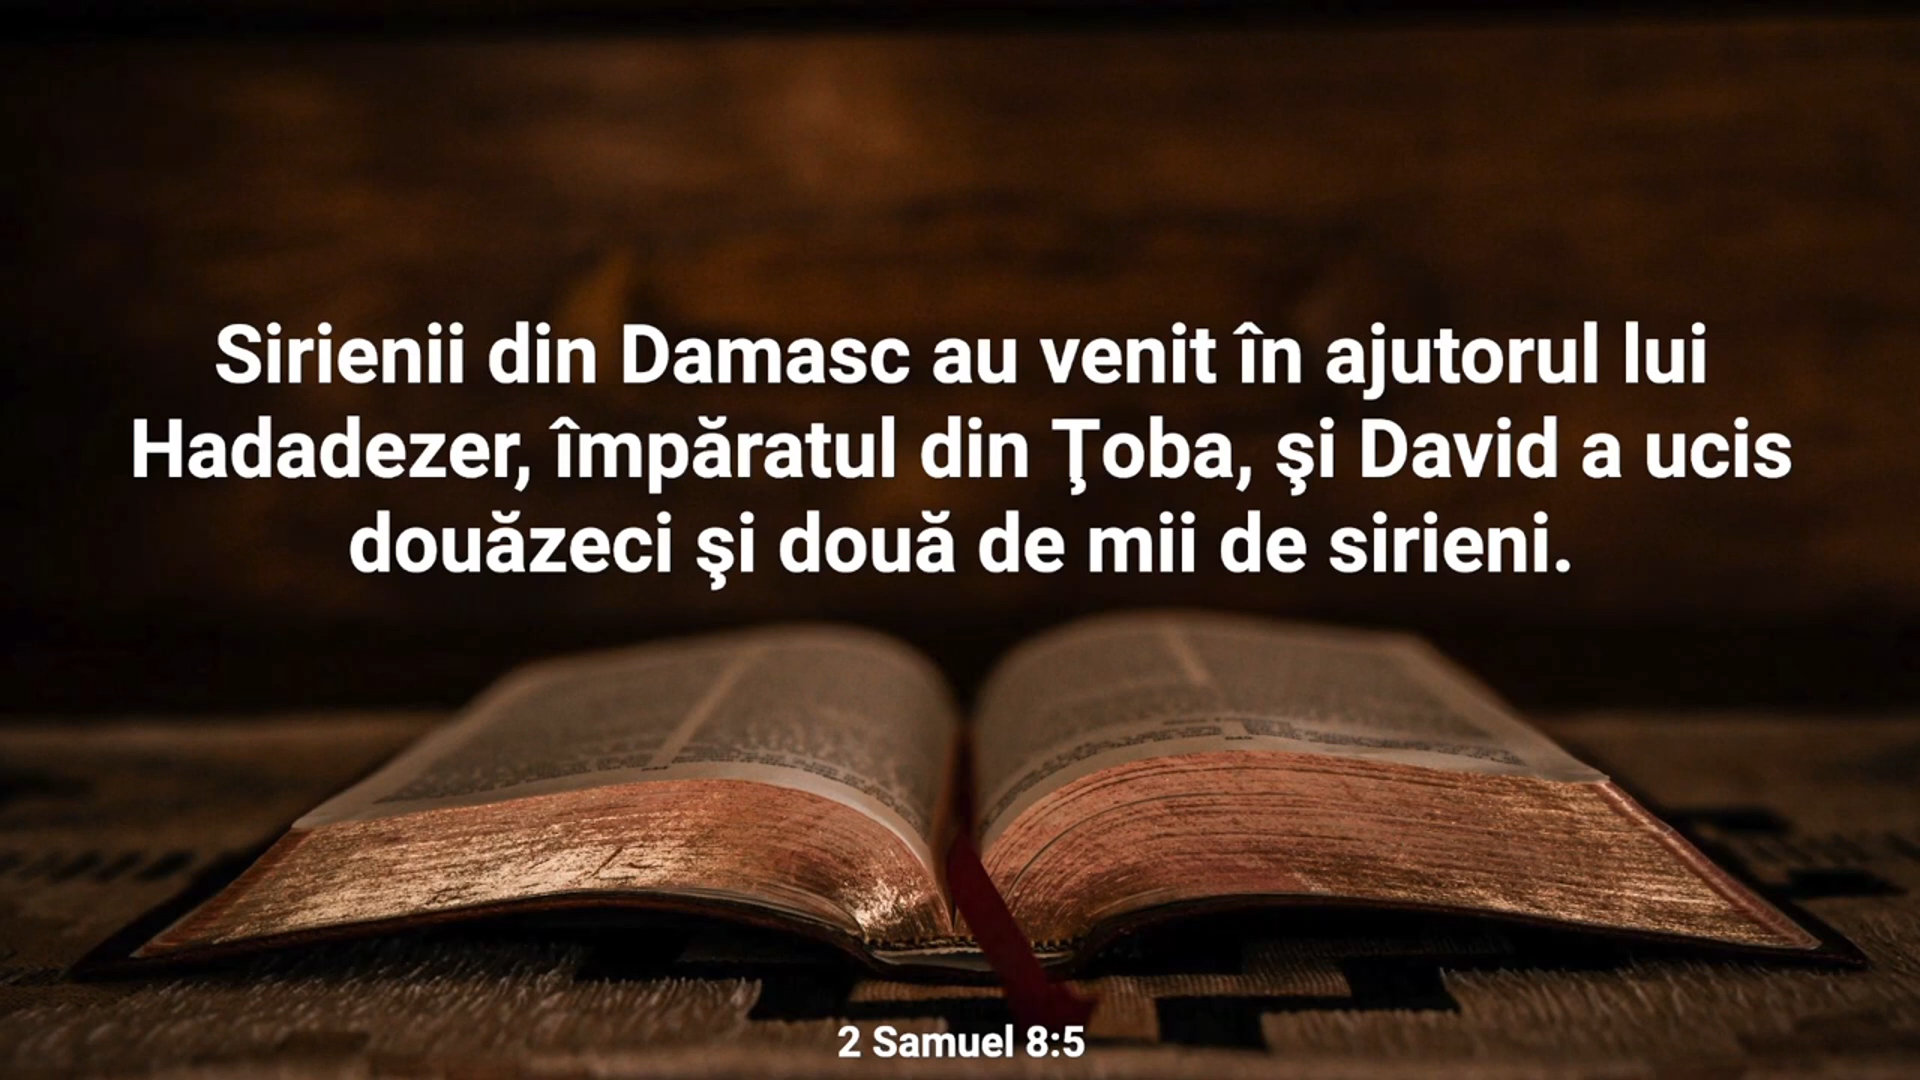 Sirienii din Damasc au venit în ajutorul lui
Hadadezer, împăratul din Ţoba, şi David a ucis
douăzeci şi două de mii de sirieni.
2 Samuel 8:5